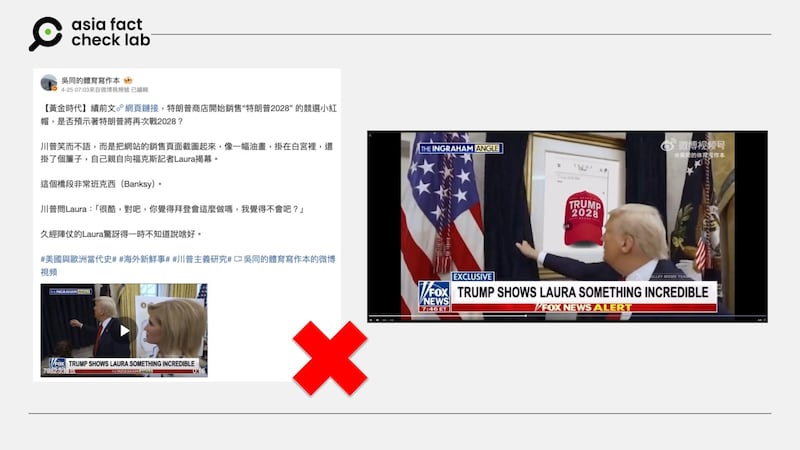 asia fact
check lab
吳同的體育寫作本
4-25 07:03來自微博視頻號 已編輯
【黃金時代】續前文🔗網頁鏈接，特朗普商店開始銷售“特朗普2028” 的競選小紅
帽，是否預示著特朗普將再次戰2028？
川普笑而不語，而是把網站的銷售頁面截圖起來，像一幅油畫，掛在白宮裡，還
掛了個簾子，自己親自向福克斯記者Laura揭幕。
這個橋段非常班克西（Banksy）。
川普問Laura：「很酷，對吧，你覺得拜登會這麼做嗎，我覺得不會吧？」
久經陣仗的Laura驚訝得一時不知道說啥好。
#美國與歐洲當代史# #海外新鮮事# #川普主義研究# 吳同的體育寫作本的微博
視頻
THE INGRAHAM ANGLE
FOX
NEWS
TRUMP SHOWS LAURA SOMETHING INCREDIBLE
THE INGRAHAM ANGLE
微博視頻號
TRUMP
2028
EXCLUSIVE
FOX
NEWS
7:46 ET
TRUMP SHOWS LAURA SOMETHING INCREDIBLE
FOX NEWS ALERT